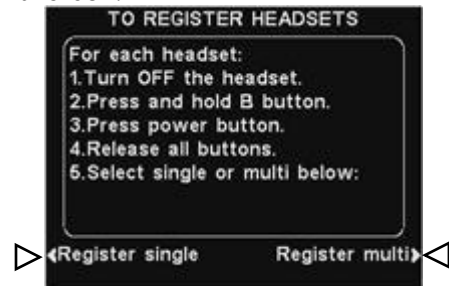 TO REGISTER HEADSETS
For each headset:
1.Turn OFF the headset.
2.Press and hold B button.
3.Press power button.
4.Release all buttons.
5.Select single or multi below:
Register single Register multi